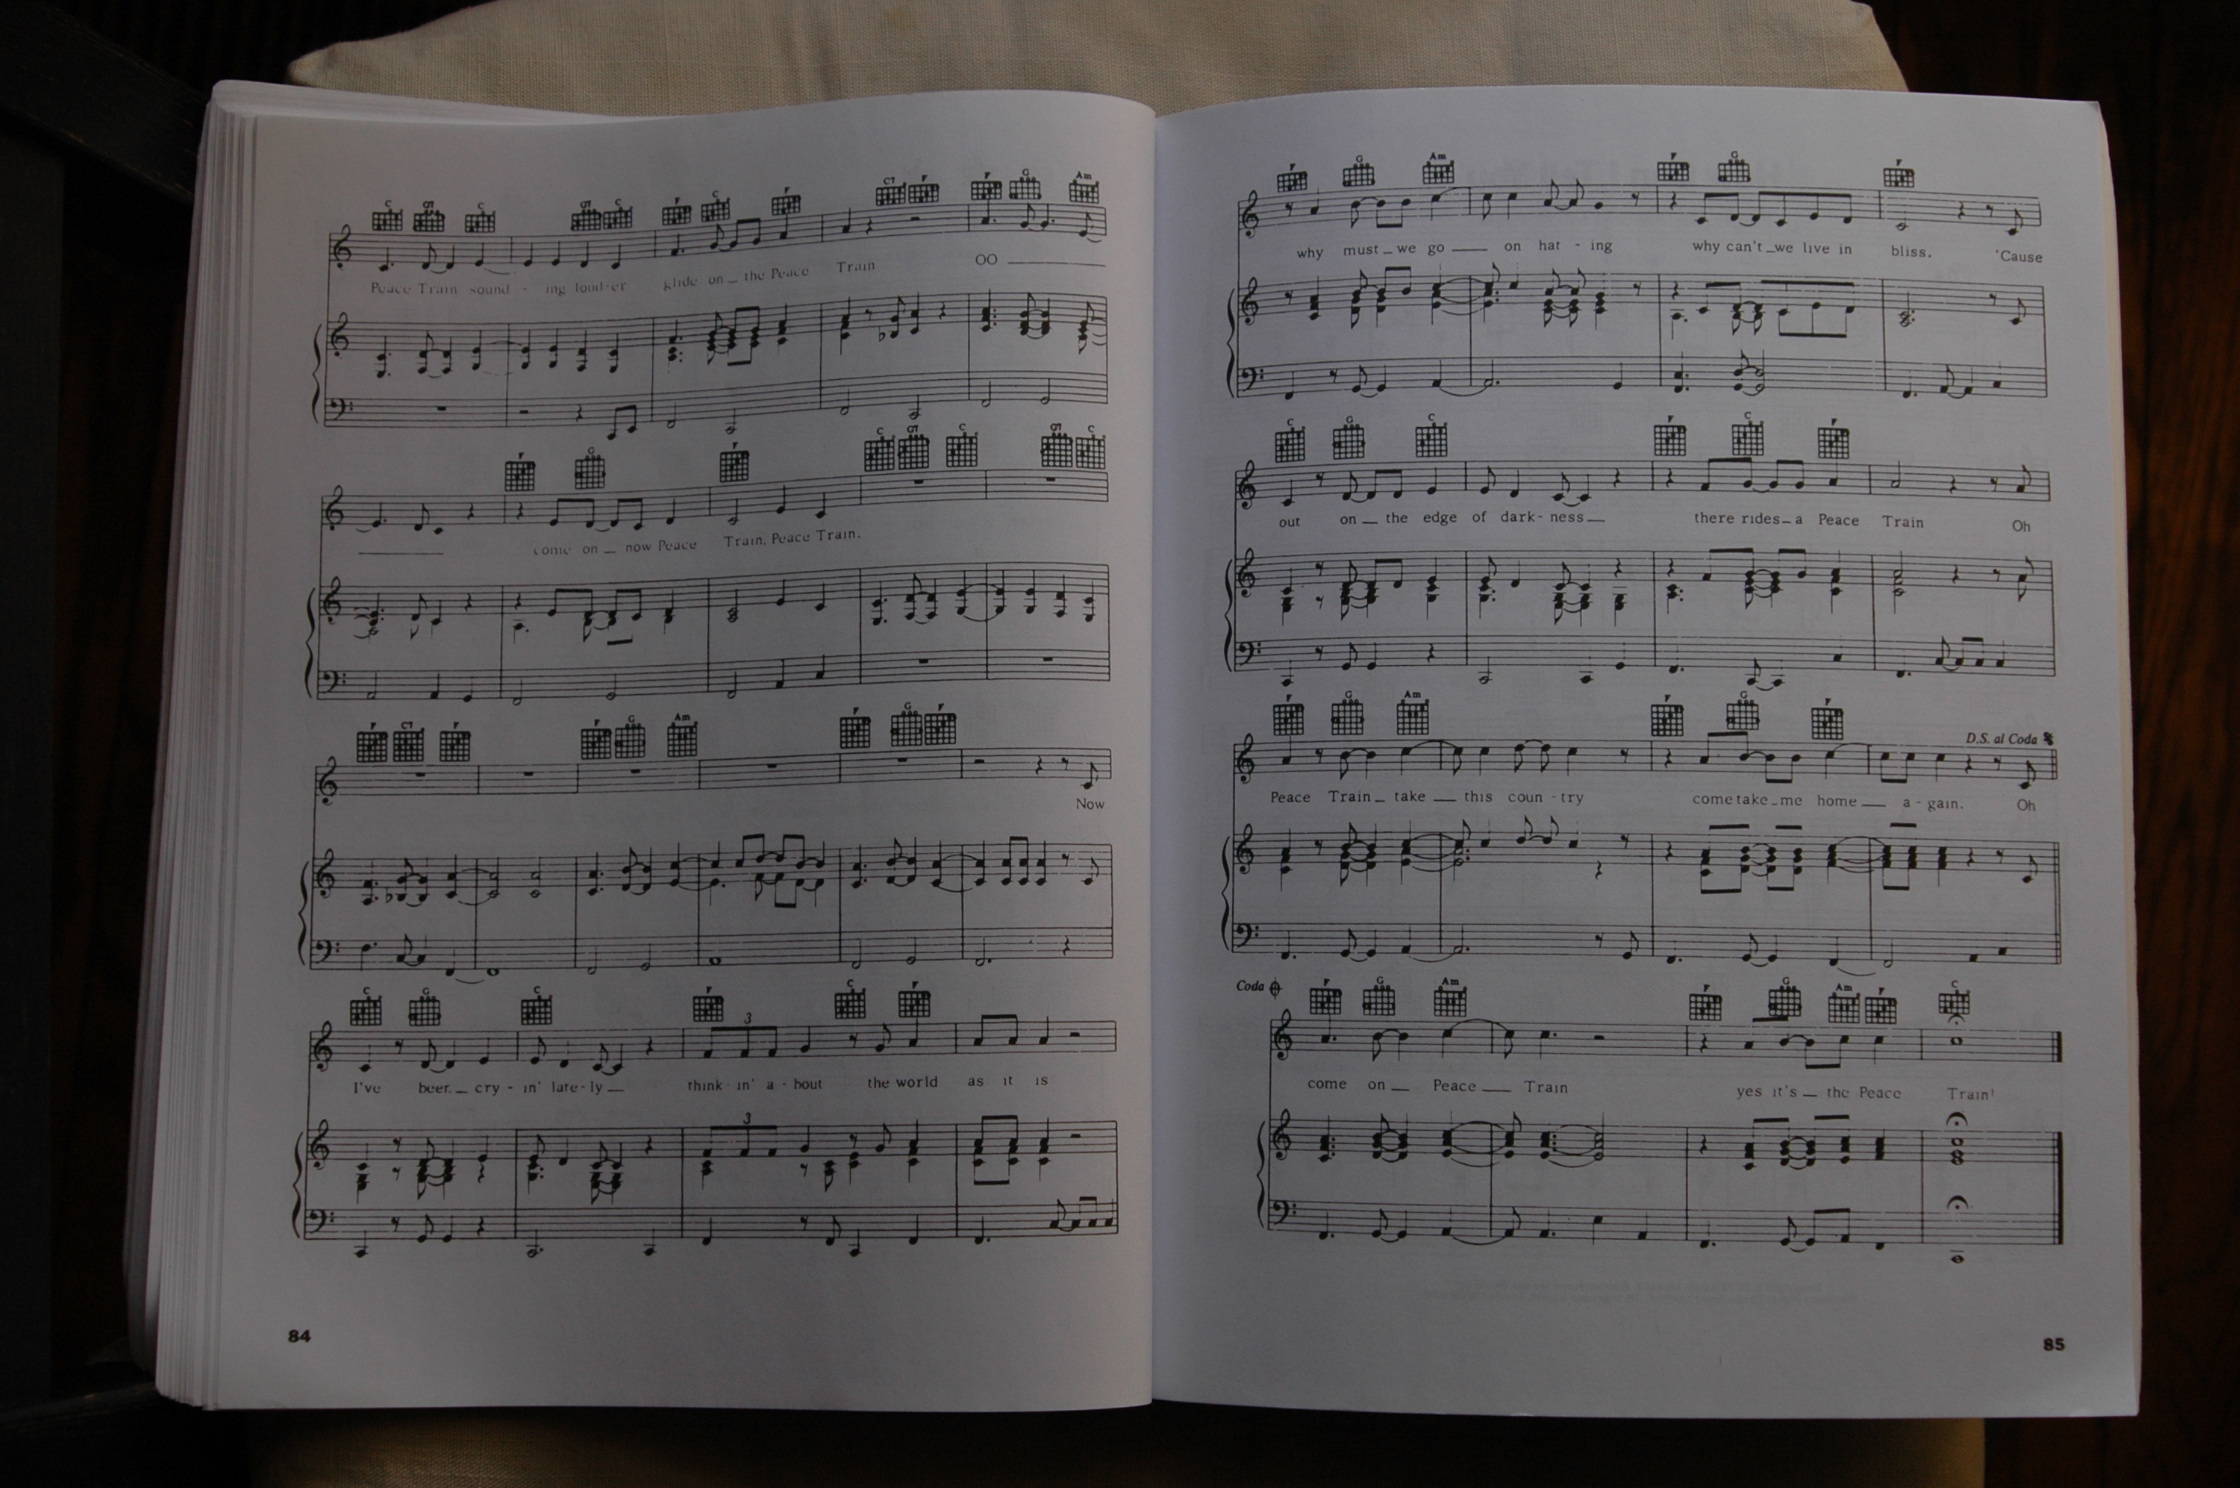 C G7 C G7 C F C F C7 F F G Am
Peace Train sound - ing loud-er glide on _ the Peace Train OO
F G F C G7 C G7 C
come on _ now Peace Train, Peace Train.
F C7 F F G Am F G F
Now
C G C F C F
3
I've been _ cry - in' late-ly _ think - in' a - bout the world as it is
3
84
F G Am F G F
why must _ we go _ on hat - ing why can't _ we live in bliss. 'Cause
C G C F C F
out on _ the edge of dark- ness _ there rides _ a Peace Train Oh
F G Am F G F
D.S. al Coda
Peace Train _ take _ this coun - try come take _ me home _ a - gain. Oh
Coda F G Am F G Am F C
come on _ Peace _ Train yes it's _ the Peace Train!
85